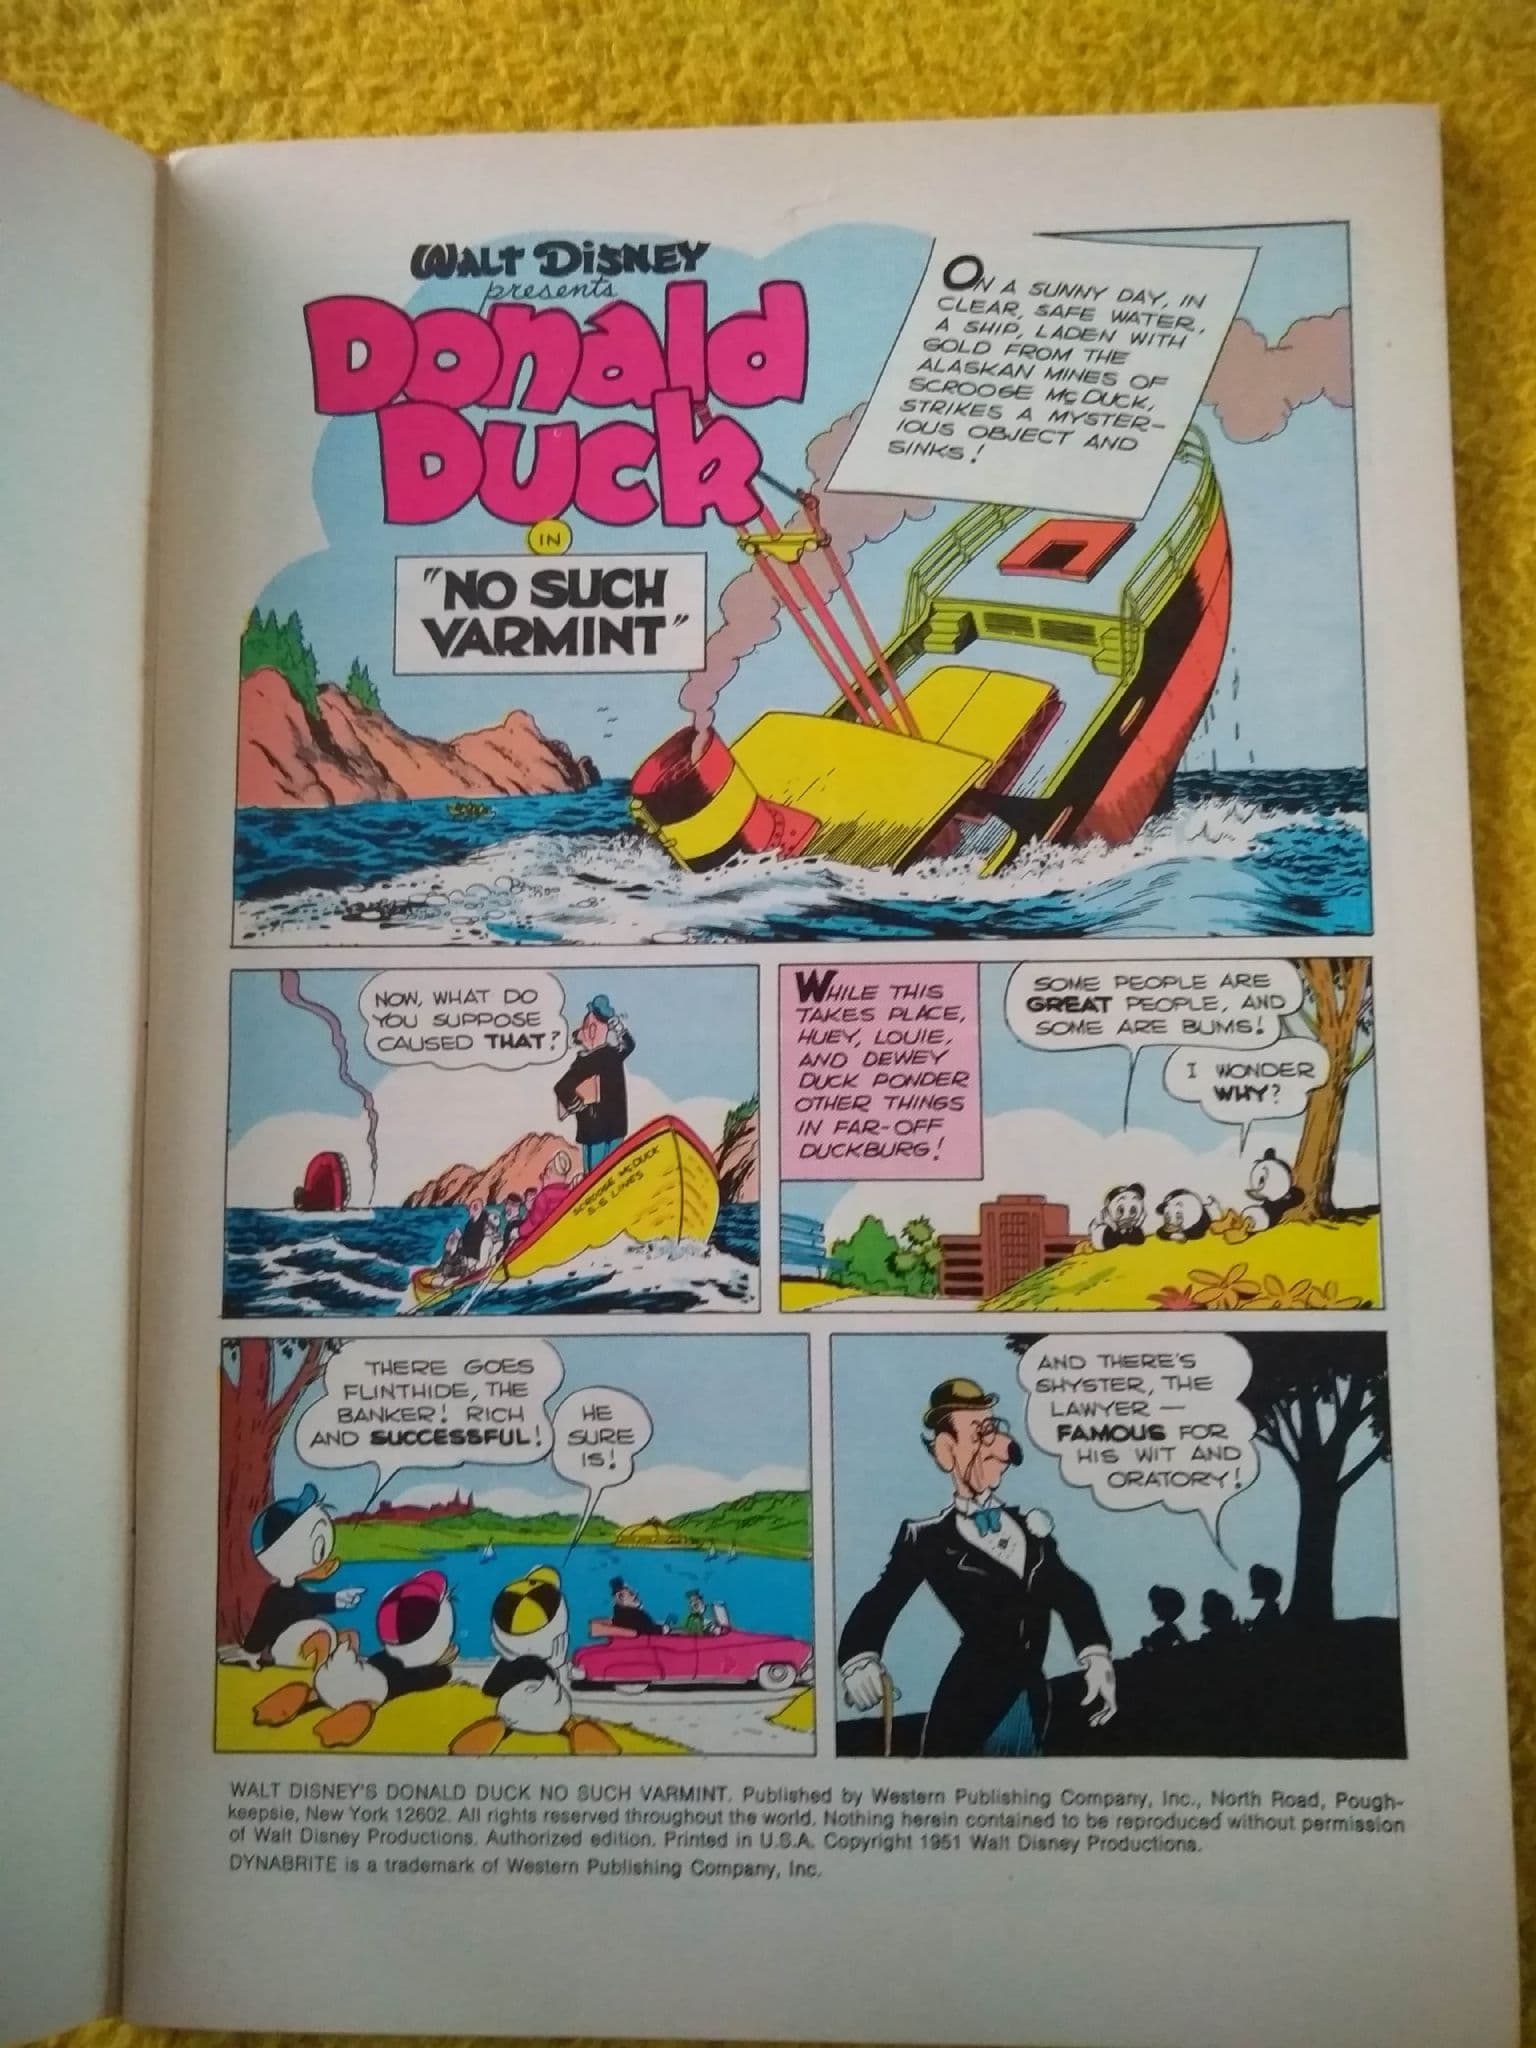 WALT DISNEY
presents
Donald
Duck
IN
"NO SUCH
VARMINT"
ON A SUNNY DAY, IN
CLEAR, SAFE WATER,
A SHIP, LADEN WITH
GOLD FROM THE
ALASKAN MINES OF
SCROOGE McDUCK,
STRIKES A MYSTER-
IOUS OBJECT AND
SINKS!
NOW, WHAT DO
YOU SUPPOSE
CAUSED THAT?
SCROOGE McDUCK
S.S LINES
WHILE THIS
TAKES PLACE,
HUEY, LOUIE,
AND DEWEY
DUCK PONDER
OTHER THINGS
IN FAR-OFF
DUCKBURG!
SOME PEOPLE ARE
GREAT PEOPLE, AND
SOME ARE BUMS!
I WONDER
WHY?
THERE GOES
FLINTHIDE, THE
BANKER! RICH
AND SUCCESSFUL!
HE
SURE
IS!
AND THERE'S
SHYSTER, THE
LAWYER —
FAMOUS FOR
HIS WIT AND
ORATORY!
WALT DISNEY'S DONALD DUCK NO SUCH VARMINT. Published by Western Publishing Company, Inc., North Road, Pough-
keepsie, New York 12602. All rights reserved throughout the world. Nothing herein contained to be reproduced without permission
of Walt Disney Productions. Authorized edition. Printed in U.S.A. Copyright 1951 Walt Disney Productions.
DYNABRITE is a trademark of Western Publishing Company, Inc.